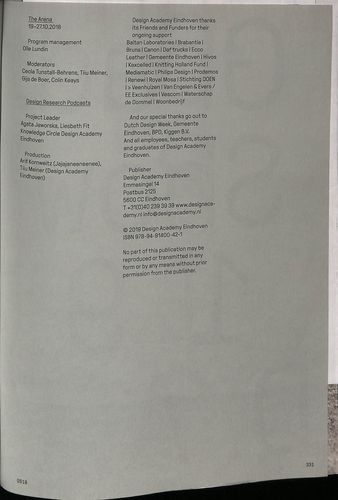 The Arena
19–27.10.2018
Program management
Olle Lundin
Moderators
Cecla Tunstall-Behrens, Tiiu Meiner,
Gijs de Boer, Colin Keays
Design Research Podcasts
Project Leader
Agata Jaworska, Liesbeth Fit
Knowledge Circle Design Academy
Eindhoven
Production
Arif Kornweitz (Jajajaneeneenee),
Tiiu Meiner (Design Academy
Eindhoven)
Design Academy Eindhoven thanks
its Friends and Funders for their
ongoing support
Baltan Laboratories | Brabantia |
Bruns | Canon | Daf trucks | Ecco
Leather | Gemeente Eindhoven | Hivos
| Kexcelled | Knitting Holland Fund |
Mediamatic | Philips Design | Prodemos
| Renewi | Royal Mosa | Stichting DOEN
| Veenhuizen | Van Engelen & Evers /
EE Exclusives | Vescom | Waterschap
de Dommel | Woonbedrijf
And our special thanks go out to
Dutch Design Week, Gemeente
Eindhoven, BPD, Kiggen B.V.
And all employees, teachers, students
and graduates of Design Academy
Eindhoven.
Publisher
Design Academy Eindhoven
Emmasingel 14
Postbus 2125
5600 CC Eindhoven
T +31(0)40 239 39 39 www.designaca-
demy.nl info@designacademy.nl
© 2019 Design Academy Eindhoven
ISBN 978-94-91400-42-1
No part of this publication may be
reproduced or transmitted in any
form or by any means without prior
permission from the publisher.
331